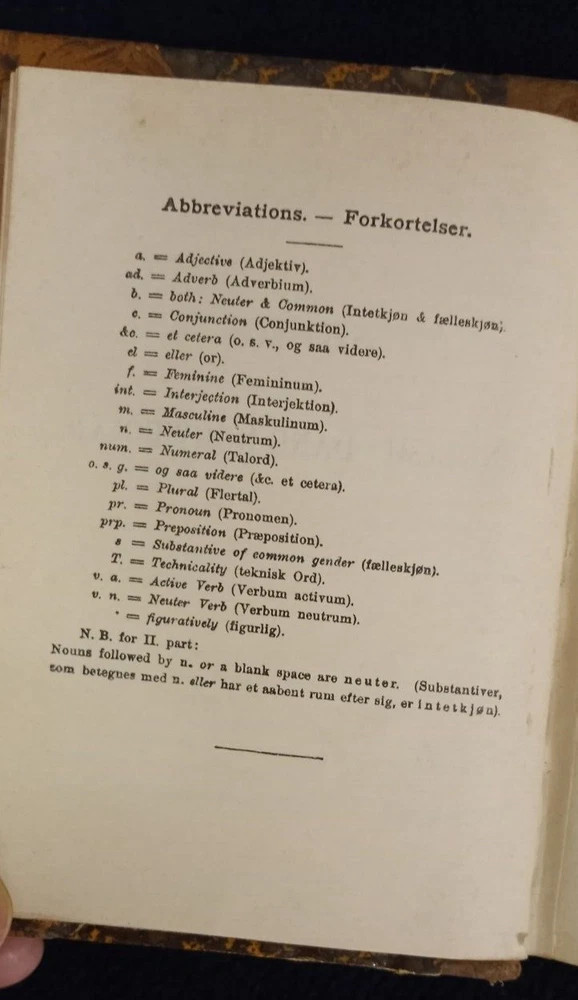 Abbreviations. — Forkortelser.
a. = Adjective (Adjektiv).
ad. = Adverb (Adverbium).
b. = both: Neuter & Common (Intetkjøn & fælleskjøn).
c. = Conjunction (Conjunktion).
&c. = et cetera (o. s. v., og saa videre).
el = eller (or).
f. = Feminine (Femininum).
int. = Interjection (Interjektion).
m. = Masculine (Maskulinum).
n. = Neuter (Neutrum).
num. = Numeral (Talord).
o. s. g. = og saa videre (&c. et cetera).
pl. = Plural (Flertal).
pr. = Pronoun (Pronomen).
prp. = Preposition (Præposition).
s = Substantive of common gender (fælleskjøn).
T. = Technicality (teknisk Ord).
v. a. = Active Verb (Verbum activum).
v. n. = Neuter Verb (Verbum neutrum).
* = figuratively (figurlig).
N. B. for II. part:
Nouns followed by n. or a blank space are neuter. (Substantiver,
som betegnes med n. eller har et aabent rum efter sig, er intetkjøn).